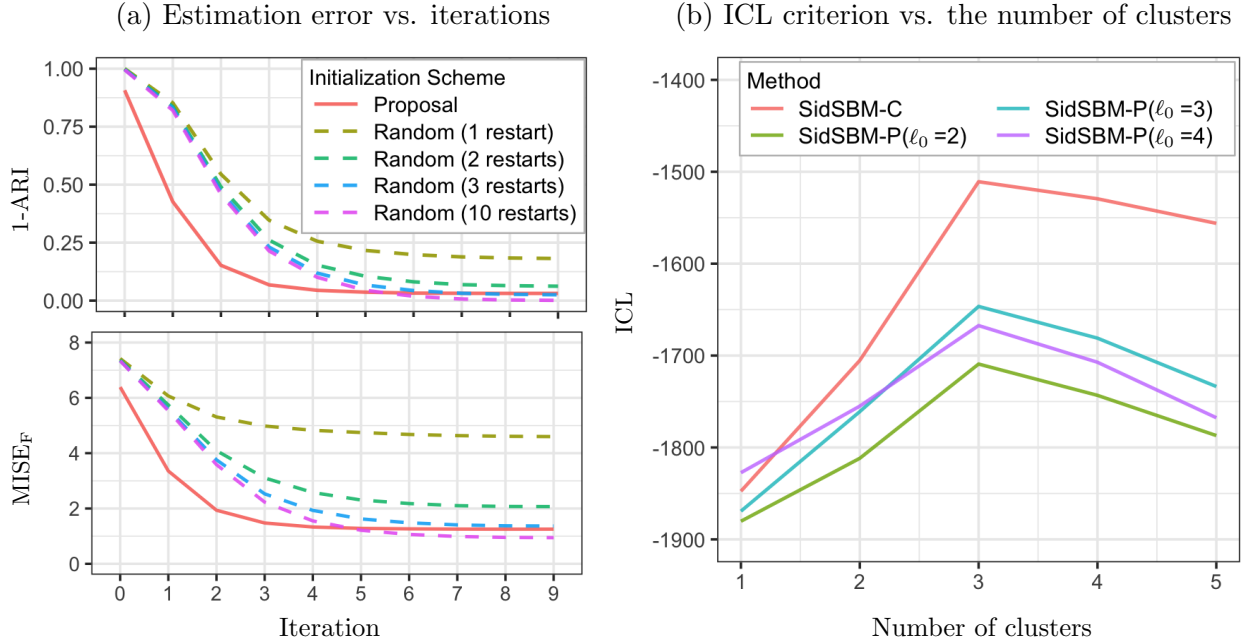 (a) Estimation error vs. iterations
1-ARI
1.00
0.75
0.50
0.25
0.00
Initialization Scheme
Proposal
Random (1 restart)
Random (2 restarts)
Random (3 restarts)
Random (10 restarts)
MISE_F
8
6
4
2
0
0 1 2 3 4 5 6 7 8 9
Iteration
(b) ICL criterion vs. the number of clusters
ICL
-1400
-1500
-1600
-1700
-1800
-1900
Method
SidSBM-C
SidSBM-P(ℓ₀ =2)
SidSBM-P(ℓ₀ =3)
SidSBM-P(ℓ₀ =4)
1 2 3 4 5
Number of clusters